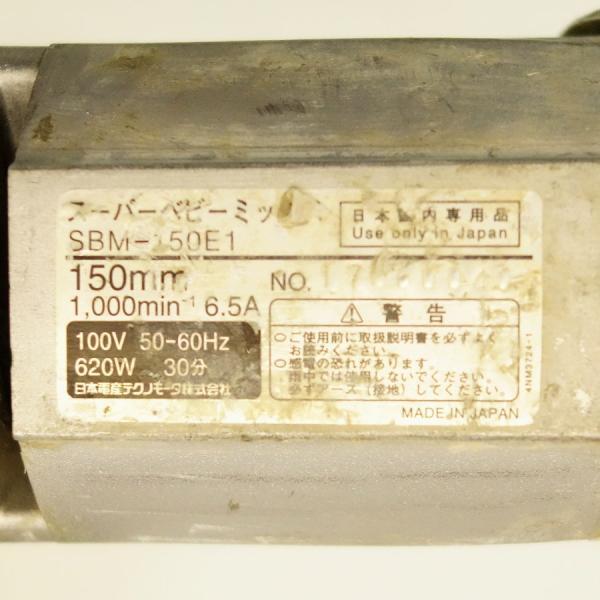 スーパーベビーミッ
SBM-150E1
日本国内専用品
Use only in Japan
150mm
NO.
1,000min⁻¹ 6.5A
100V 50-60Hz
620W 30分
日本電産テクノモータ株式会社
⚠ 警告
○ご使用前に取扱説明書を必ずよく
お読みください。
○感電の恐れがあります。
雨中では使用しないでください。
必ずアース(接地)してください。
MADE IN JAPAN
4NM3724-1